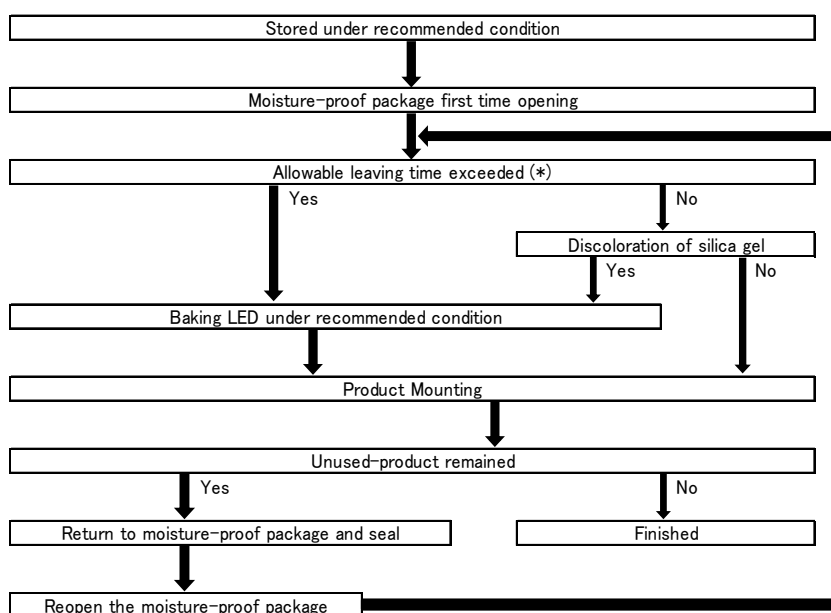 Stored under recommended condition
Moisture-proof package first time opening
Allowable leaving time exceeded (*)
Yes
No
Discoloration of silica gel
Yes
No
Baking LED under recommended condition
Product Mounting
Unused-product remained
Yes
No
Return to moisture-proof package and seal
Finished
Reopen the moisture-proof package